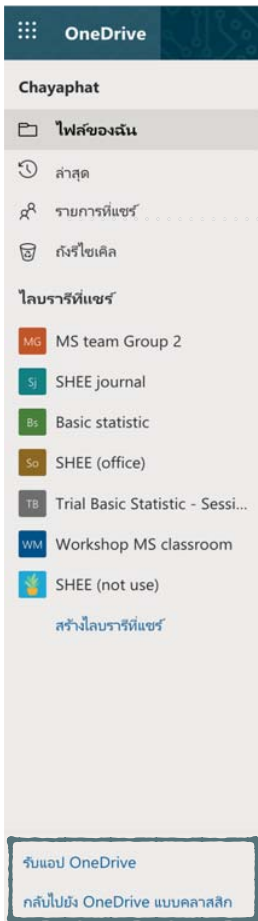 OneDrive
Chayaphat
ไฟล์ของฉัน
ล่าสุด
รายการที่แชร์
ถังรีไซเคิล
ไลบรารีที่แชร์
MG MS team Group 2
Sj SHEE journal
Bs Basic statistic
So SHEE (office)
TB Trial Basic Statistic - Sessi...
WM Workshop MS classroom
SHEE (not use)
สร้างไลบรารีที่แชร์
รับแอป OneDrive
กลับไปยัง OneDrive แบบคลาสสิก